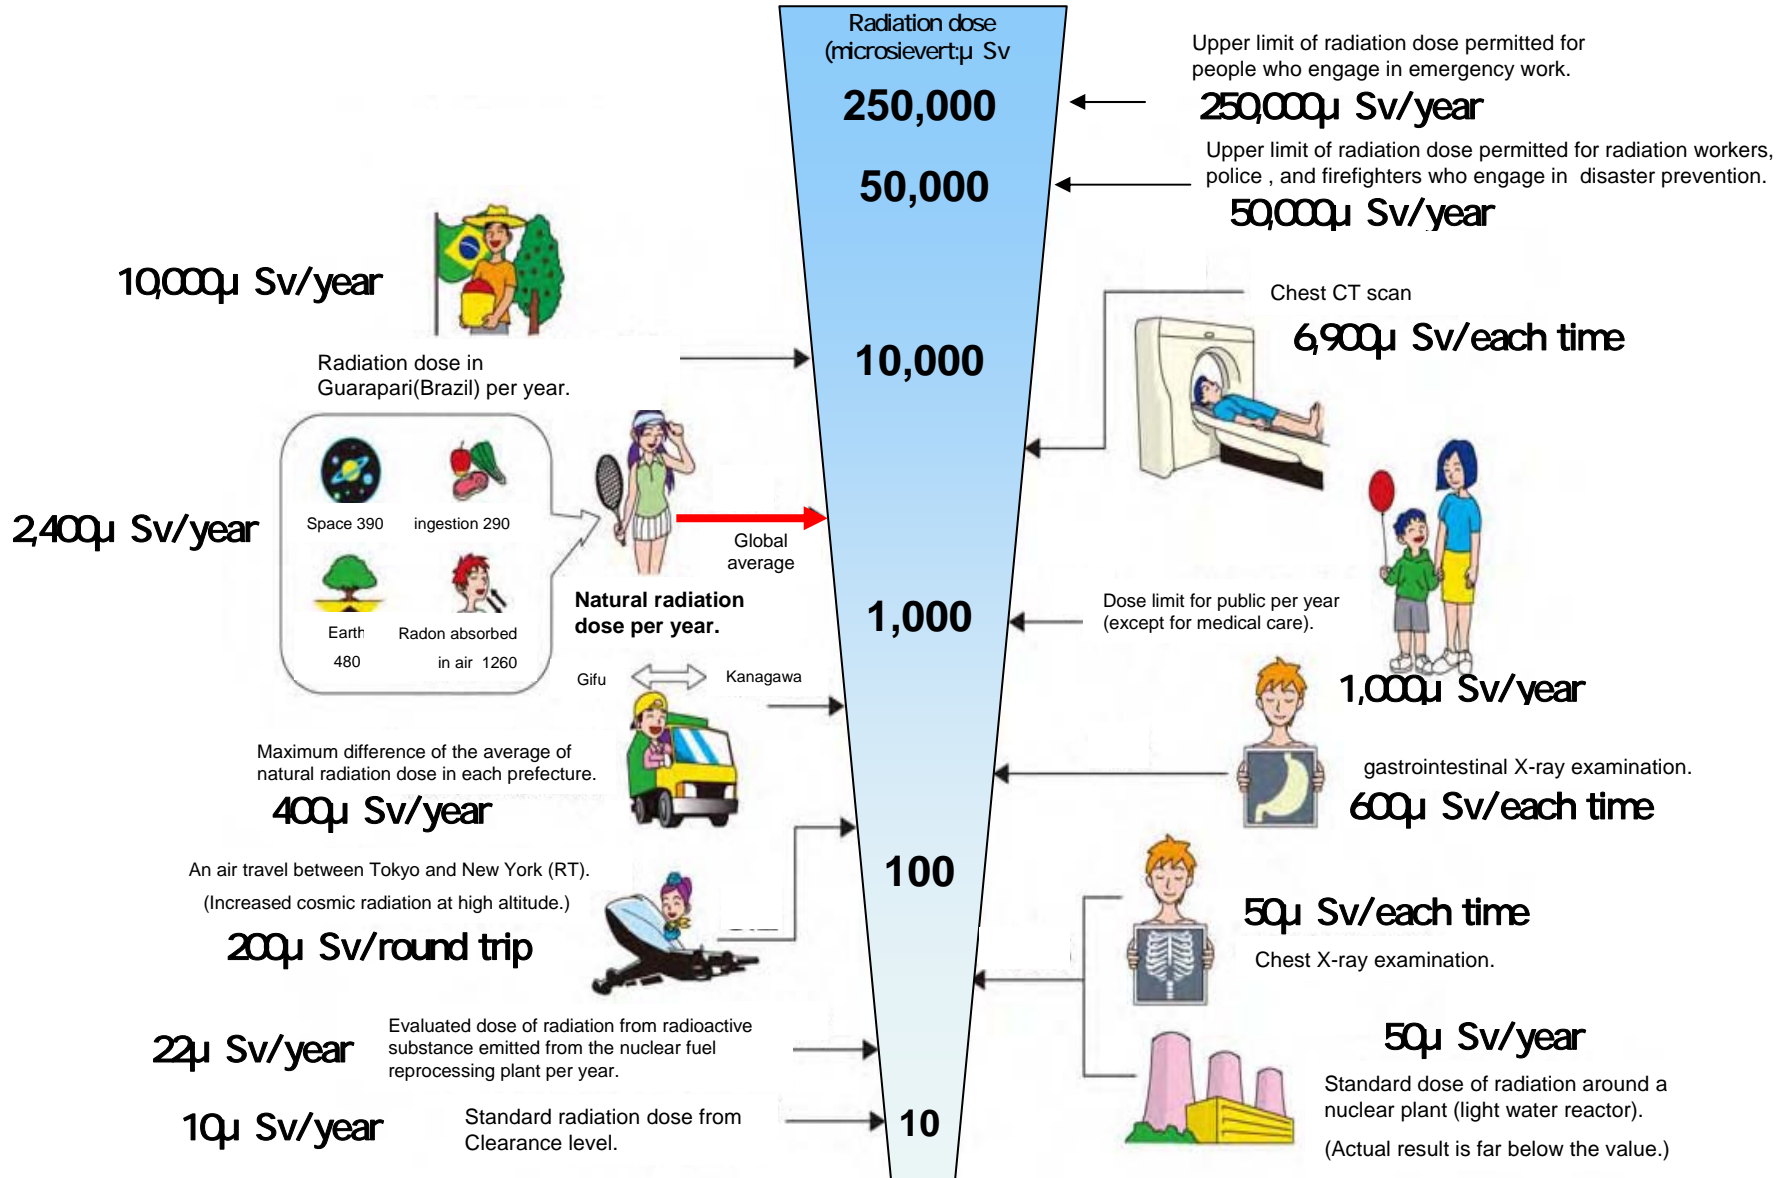 Radiation dose
(microsievert:μ Sv
250,000
50,000
10,000
1,000
100
10
Upper limit of radiation dose permitted for
people who engage in emergency work.
250,000μ Sv/year
Upper limit of radiation dose permitted for radiation workers,
police , and firefighters who engage in disaster prevention.
50,000μ Sv/year
10,000μ Sv/year
Radiation dose in
Guarapari(Brazil) per year.
Chest CT scan
6,900μ Sv/each time
2,400μ Sv/year
Space 390
ingestion 290
Earth
480
Radon absorbed
in air 1260
Global
average
Natural radiation
dose per year.
Dose limit for public per year
(except for medical care).
1,000μ Sv/year
Gifu
Kanagawa
Maximum difference of the average of
natural radiation dose in each prefecture.
400μ Sv/year
gastrointestinal X-ray examination.
600μ Sv/each time
An air travel between Tokyo and New York (RT).
(Increased cosmic radiation at high altitude.)
200μ Sv/round trip
50μ Sv/each time
Chest X-ray examination.
22μ Sv/year
Evaluated dose of radiation from radioactive
substance emitted from the nuclear fuel
reprocessing plant per year.
50μ Sv/year
Standard dose of radiation around a
nuclear plant (light water reactor).
(Actual result is far below the value.)
10μ Sv/year
Standard radiation dose from
Clearance level.